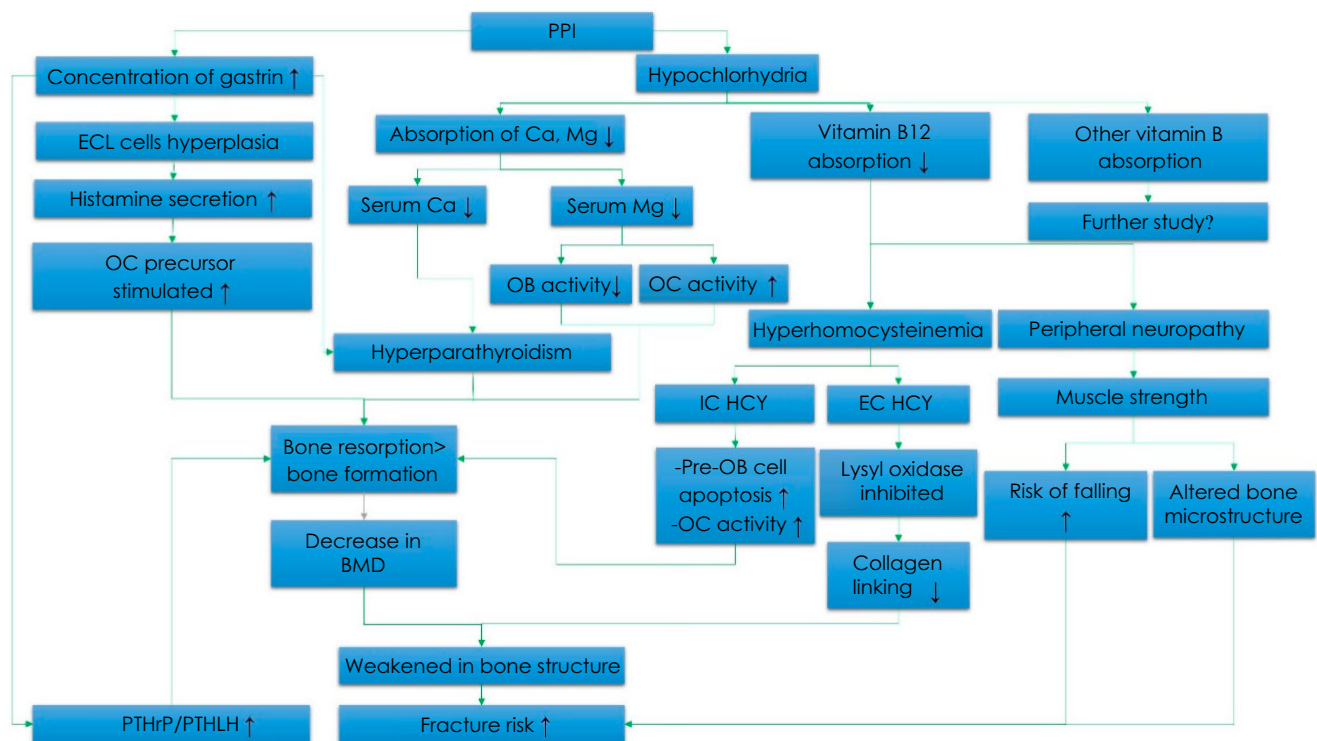 PPI
Concentration of gastrin ↑
Hypochlorhydria
ECL cells hyperplasia
Absorption of Ca, Mg ↓
Vitamin B12
absorption ↓
Other vitamin B
absorption
Histamine secretion ↑
Serum Ca ↓
Serum Mg ↓
Further study?
OC precursor
stimulated ↑
OB activity↓
OC activity ↑
Hyperparathyroidism
Hyperhomocysteinemia
Peripheral neuropathy
IC HCY
EC HCY
Muscle strength
Bone resorption>
bone formation
-Pre-OB cell
apoptosis ↑
-OC activity ↑
Lysyl oxidase
inhibited
Risk of falling
↑
Altered bone
microstructure
Decrease in
BMD
Collagen
linking ↓
Weakened in bone structure
PTHrP/PTHLH ↑
Fracture risk ↑